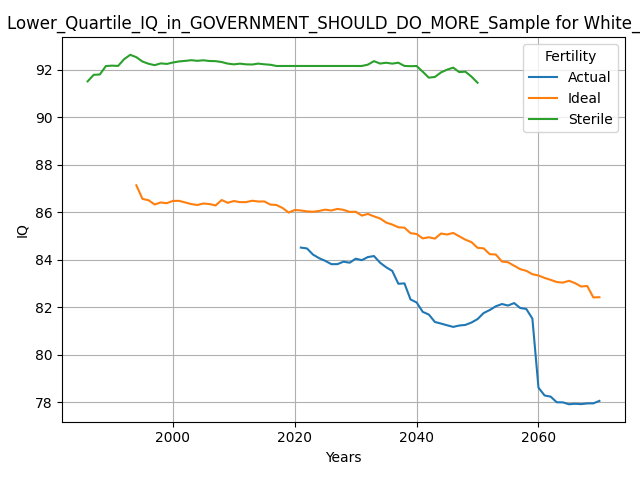 Lower_Quartile_IQ_in_GOVERNMENT_SHOULD_DO_MORE_Sample for White_
Fertility
Actual
Ideal
Sterile
IQ
92
90
88
86
84
82
80
78
2000
2020
2040
2060
Years